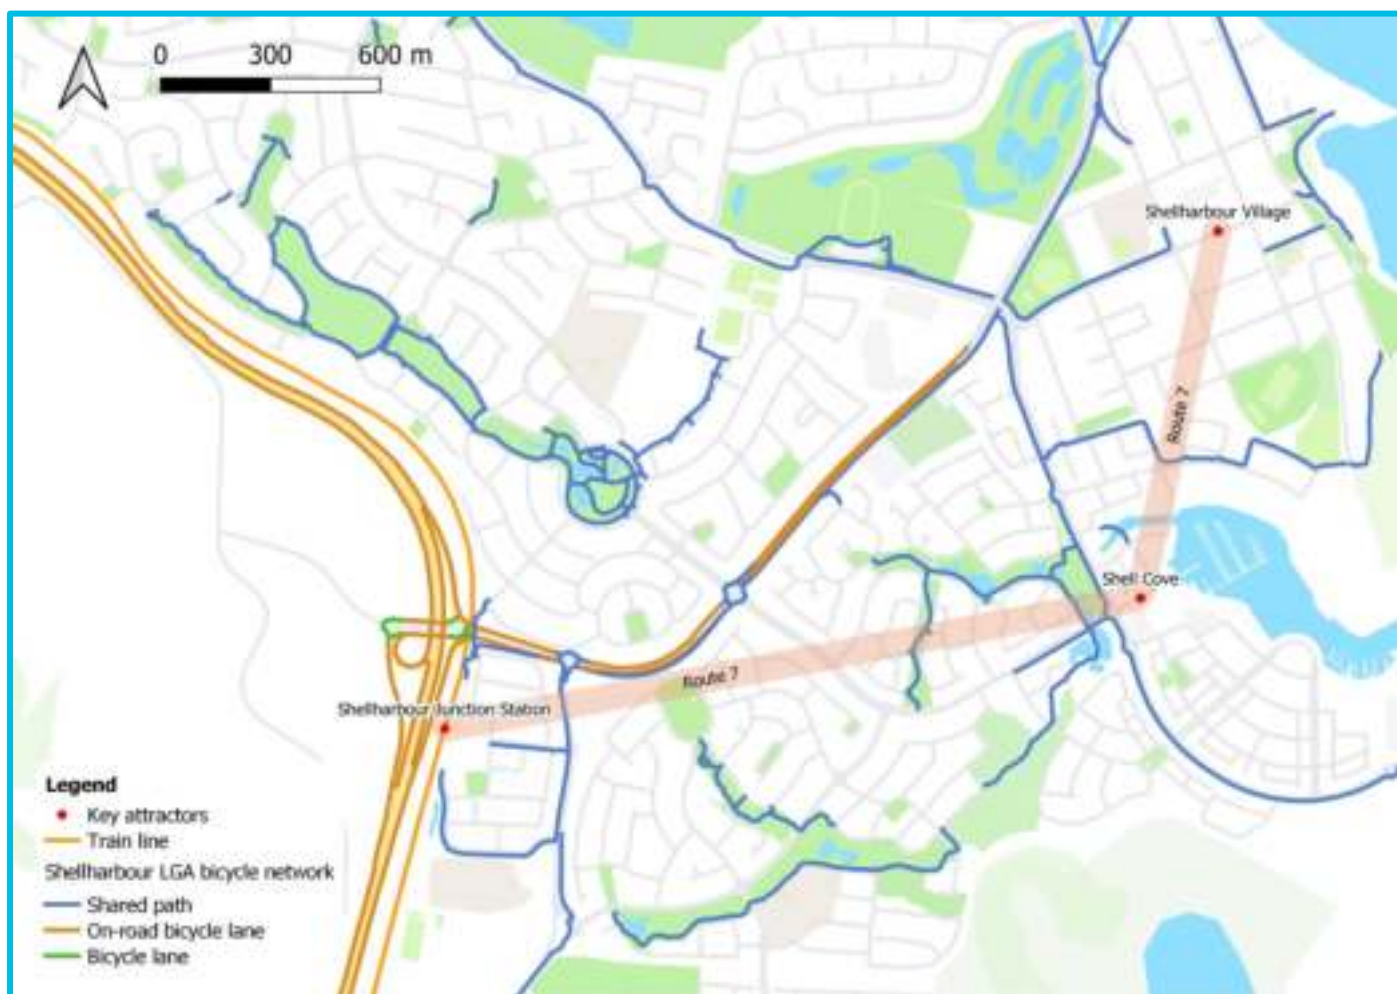 0 300 600 m
Shellharbour Village
Route 7
Shell Cove
Route 7
Shellharbour Junction Station
Legend
Key attractors
Train line
Shellharbour LGA bicycle network
Shared path
On-road bicycle lane
Bicycle lane